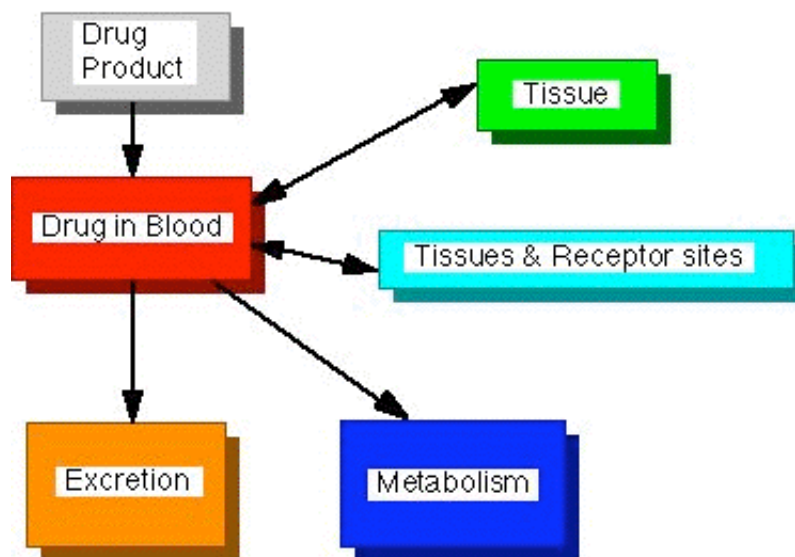 Drug
Product
Tissue
Drug in Blood
Tissues & Receptor sites
Excretion
Metabolism